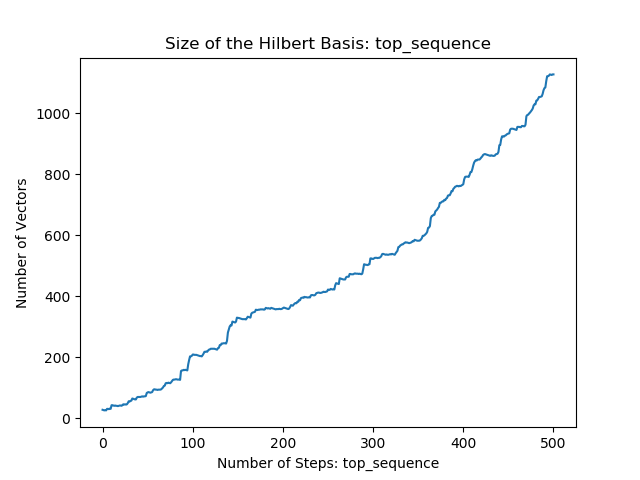 Size of the Hilbert Basis: top_sequence
Number of Vectors
1000
800
600
400
200
0
0 100 200 300 400 500
Number of Steps: top_sequence